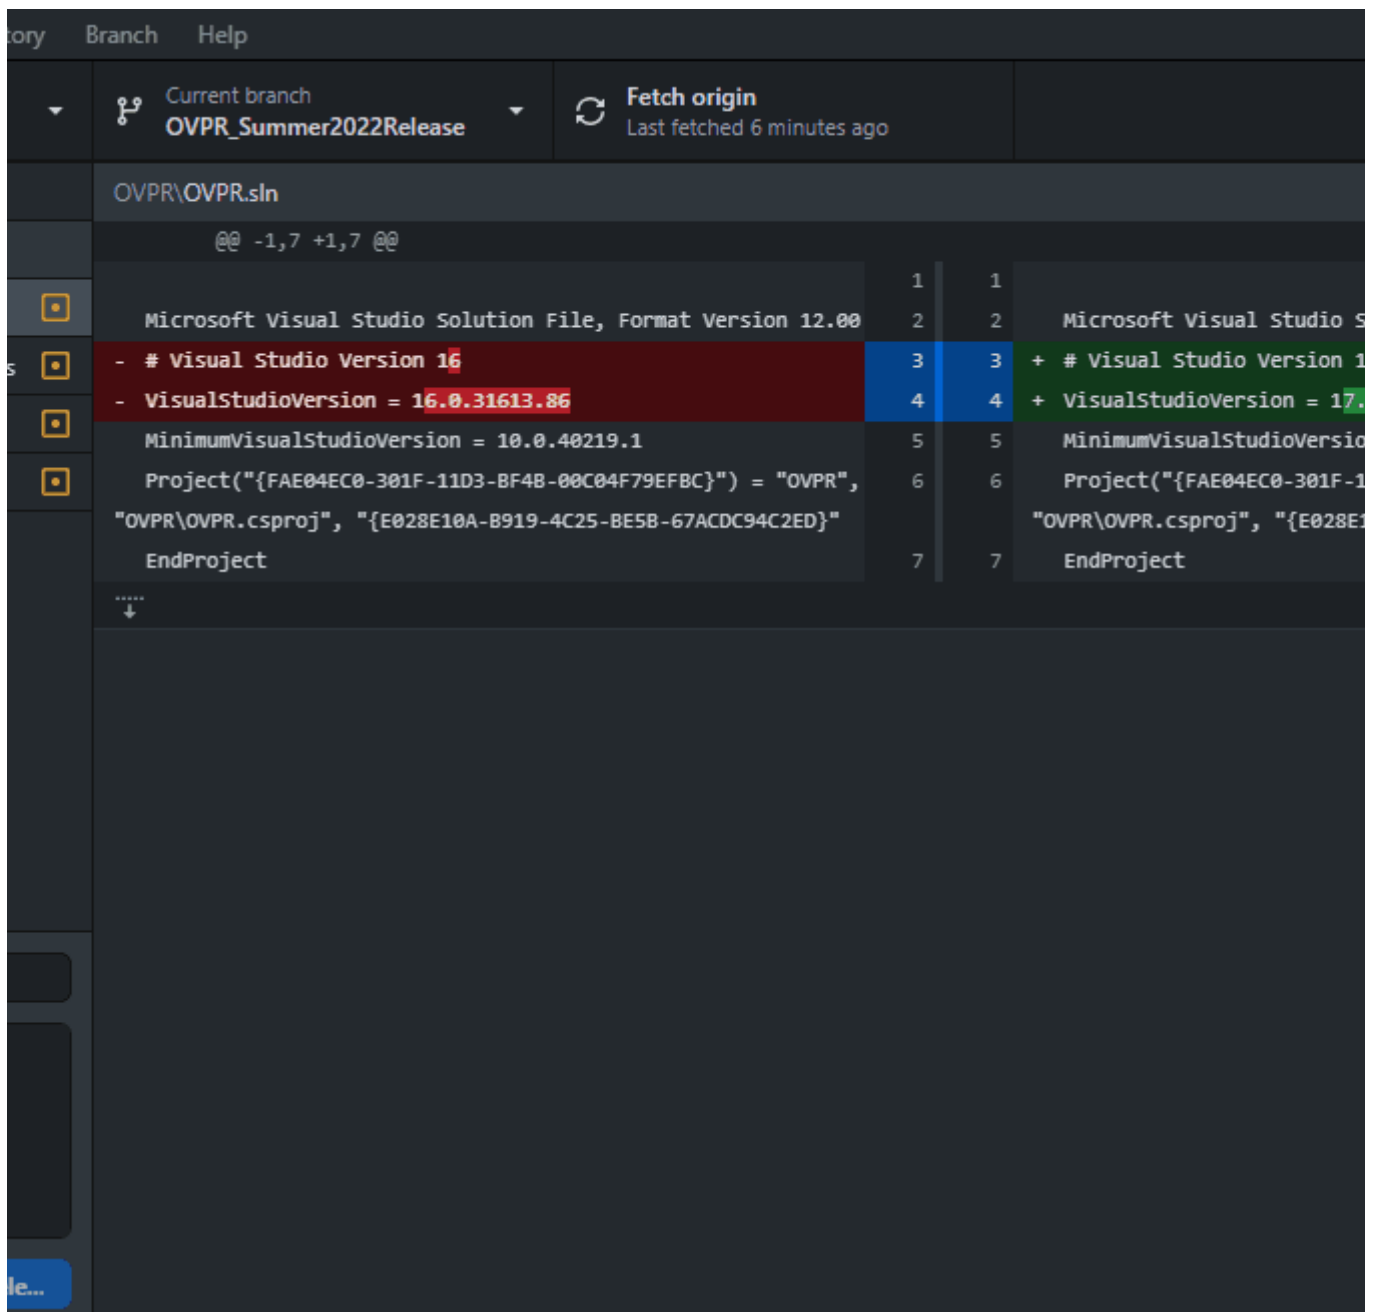 Branch Help
Current branch
OVPR_Summer2022Release
Fetch origin
Last fetched 6 minutes ago
OVPR\OVPR.sln
@@ -1,7 +1,7 @@
1 1
Microsoft Visual Studio Solution File, Format Version 12.00 2 2 Microsoft Visual Studio S
- # Visual Studio Version 16 3 3 + # Visual Studio Version 1
- VisualStudioVersion = 16.0.31613.86 4 4 + VisualStudioVersion = 17.
MinimumVisualStudioVersion = 10.0.40219.1 5 5 MinimumVisualStudioVersio
Project("{FAE04EC0-301F-11D3-BF4B-00C04F79EFBC}") = "OVPR", 6 6 Project("{FAE04EC0-301F-1
"OVPR\OVPR.csproj", "{E028E10A-B919-4C25-BE5B-67ACDC94C2ED}" "OVPR\OVPR.csproj", "{E028E1
EndProject 7 7 EndProject